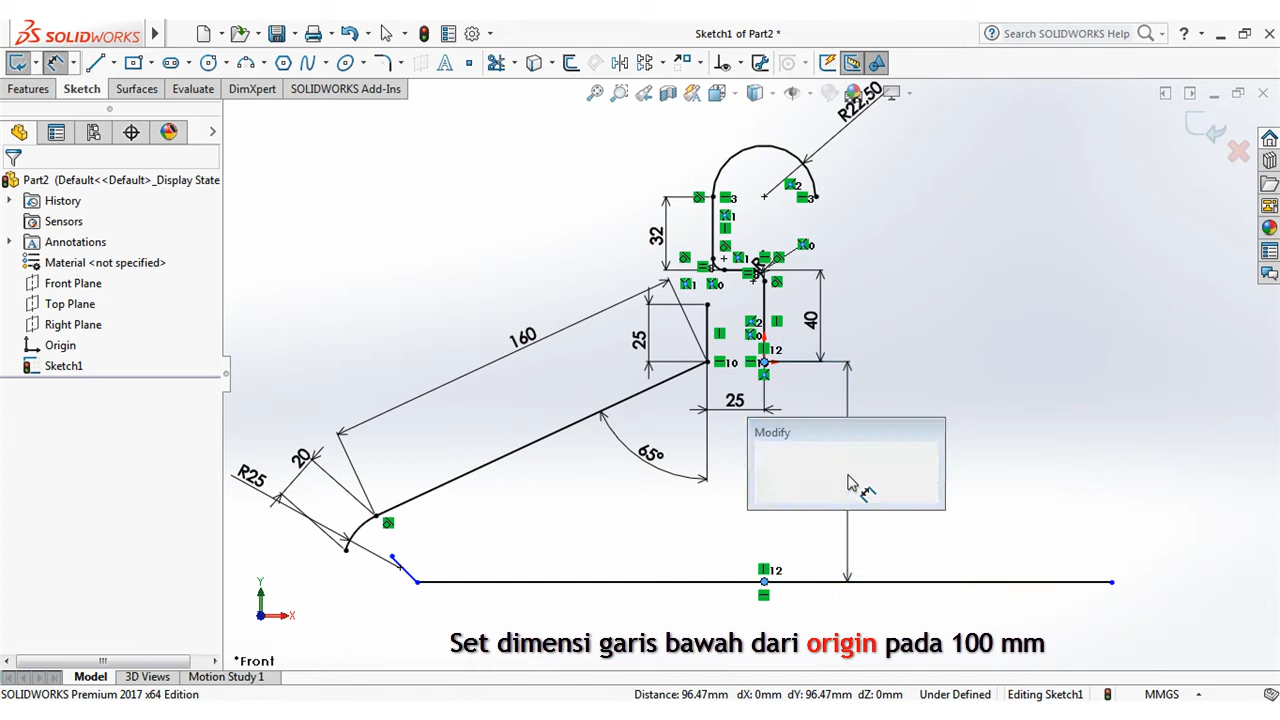 SOLIDWORKS
Sketch1 of Part2 *
Search SOLIDWORKS Help
?
Features
Sketch
Surfaces
Evaluate
DimXpert
SOLIDWORKS Add-Ins
Part2 (Default<<Default>_Display State
History
Sensors
Annotations
Material <not specified>
Front Plane
Top Plane
Right Plane
Origin
Sketch1
R22,50
32
40
25
160
25
65°
20
R25
Modify
12
12
10
Y
X
*Front
Set dimensi garis bawah dari origin pada 100 mm
Model
3D Views
Motion Study 1
SOLIDWORKS Premium 2017 x64 Edition
Distance: 96.47mm dX: 0mm dY: 96.47mm dZ: 0mm
Under Defined
Editing Sketch1
MMGS